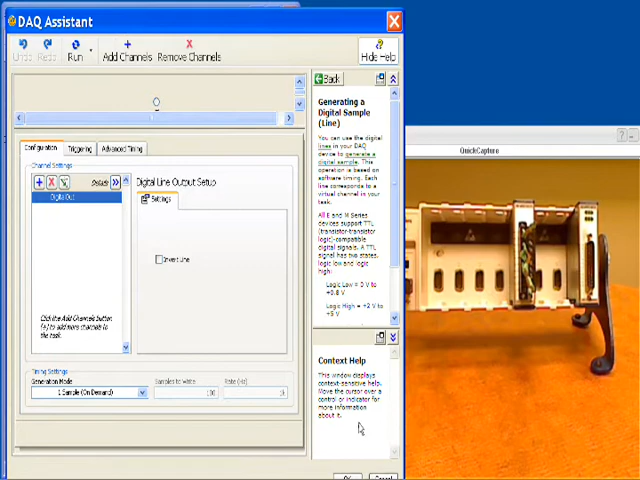 DAQ Assistant
Undo Redo Run Add Channels Remove Channels Hide Help
Back
Generating a
Digital Sample
(Line)
You can use the digital
lines in your DAQ
device to generate a
digital sample. This
operation is based on
software timing. Each
line corresponds to a
virtual channel in your
task.
All E and M Series
devices support TTL
(transistor-transistor
logic)-compatible
digital signals. A TTL
signal has two states,
logic low and logic
high:
Logic Low = 0 V to
+0.8 V
Logic High = +2 V to
+5 V
Context Help
This window displays
context-sensitive help.
Move the cursor over a
control or indicator for
more information
about it.
Configuration Triggering Advanced Timing
Channel Settings
Details
Digital Out
Click the Add Channels button
(+) to add more channels to
the task.
Digital Line Output Setup
Settings
Invert Line
Timing Settings
Generation Mode Samples to Write Rate (Hz)
1 Sample (On Demand) 100 1k
OK Cancel
QuickCamera